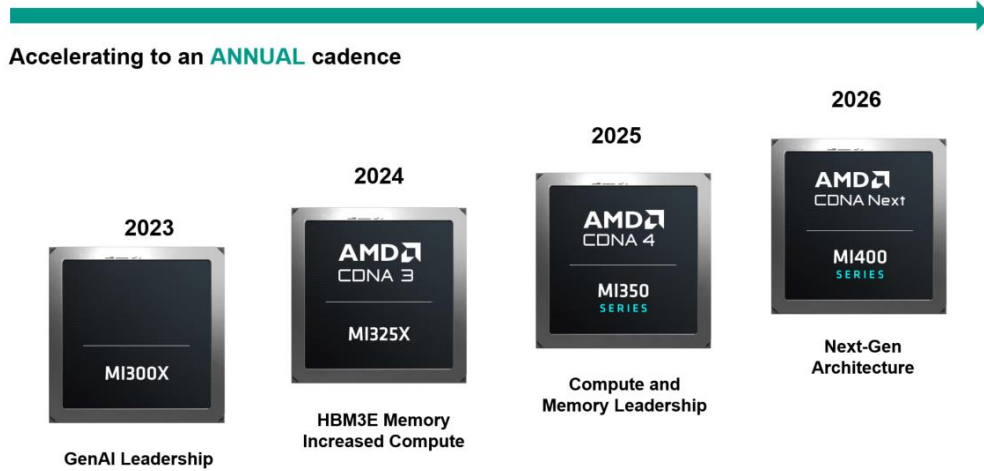 Accelerating to an ANNUAL cadence
2023
MI300X
GenAI Leadership
2024
AMD
CDNA 3
MI325X
HBM3E Memory
Increased Compute
2025
AMD
CDNA 4
MI350
SERIES
Compute and
Memory Leadership
2026
AMD
CDNA Next
MI400
SERIES
Next-Gen
Architecture